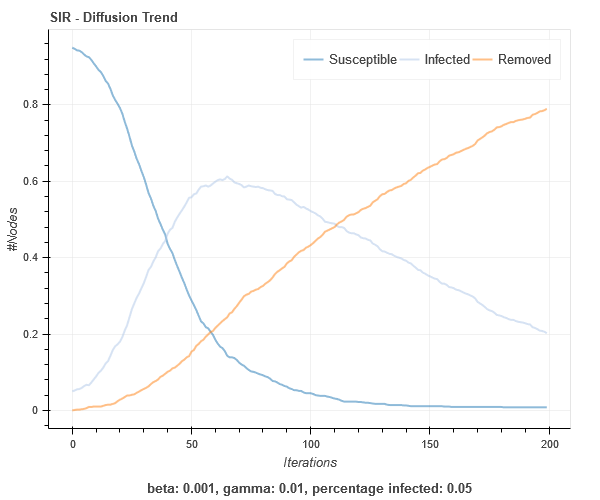 SIR - Diffusion Trend
Susceptible Infected Removed
0.8
0.6
0.4
0.2
0
#Nodes
0 50 100 150 200
Iterations
beta: 0.001, gamma: 0.01, percentage infected: 0.05